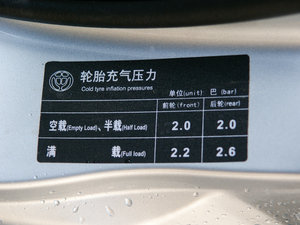 轮胎充气压力
Cold tyre inflation pressures
单位(unit) 巴 (bar)
前轮(front) 后轮(rear)
空载(Empty Load)、半载(Half Load) 2.0 2.0
满 载(Full load) 2.2 2.6